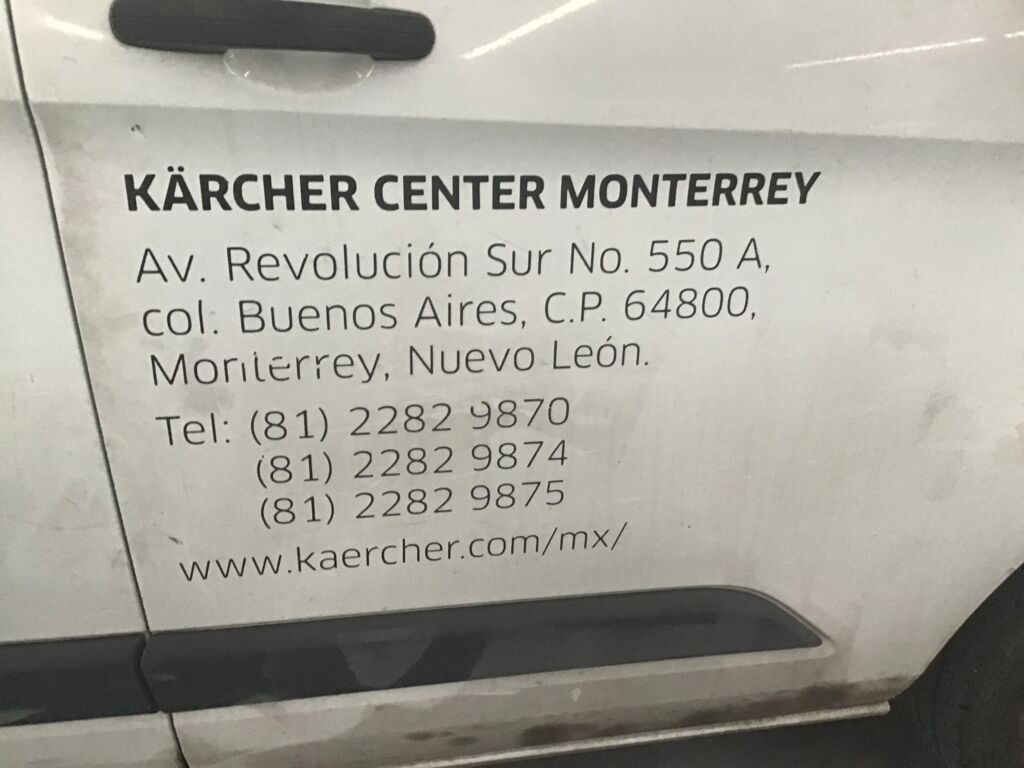 KÄRCHER CENTER MONTERREY
Av. Revolución Sur No. 550 A,
col. Buenos Aires, C.P. 64800,
Monterrey, Nuevo León.
Tel: (81) 2282 9870
(81) 2282 9874
(81) 2282 9875
www.kaercher.com/mx/